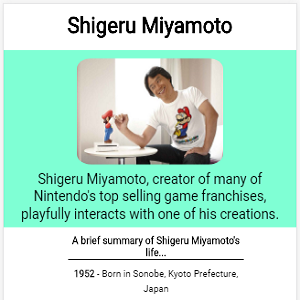 Shigeru Miyamoto
Shigeru Miyamoto, creator of many of
Nintendo's top selling game franchises,
playfully interacts with one of his creations.
A brief summary of Shigeru Miyamoto's
life...
1952 - Born in Sonobe, Kyoto Prefecture,
Japan